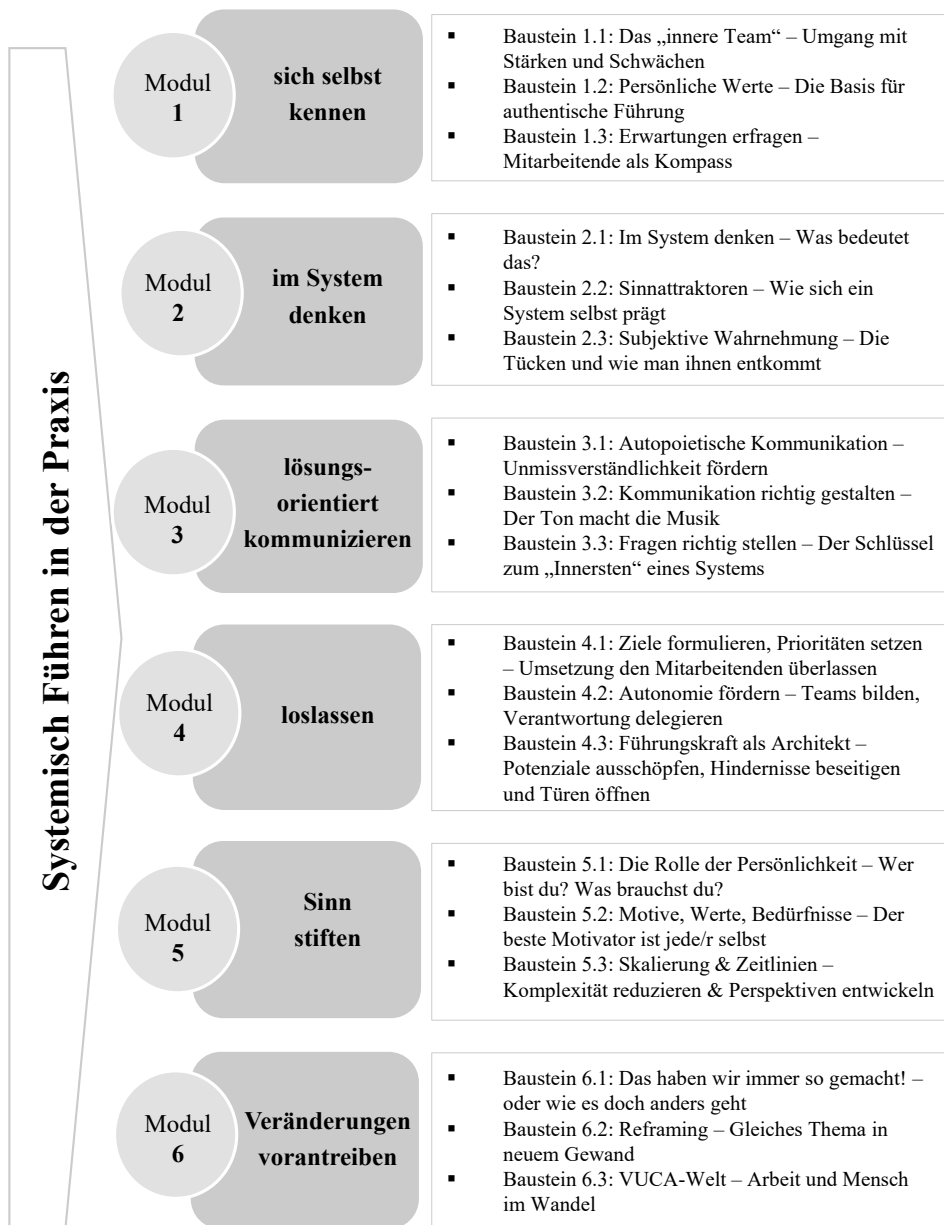 Systemisch Führen in der Praxis
Modul
1
sich selbst
kennen
▪ Baustein 1.1: Das „innere Team“ – Umgang mit
Stärken und Schwächen
▪ Baustein 1.2: Persönliche Werte – Die Basis für
authentische Führung
▪ Baustein 1.3: Erwartungen erfragen –
Mitarbeitende als Kompass
Modul
2
im System
denken
▪ Baustein 2.1: Im System denken – Was bedeutet
das?
▪ Baustein 2.2: Sinnattraktoren – Wie sich ein
System selbst prägt
▪ Baustein 2.3: Subjektive Wahrnehmung – Die
Tücken und wie man ihnen entkommt
Modul
3
lösungs-
orientiert
kommunizieren
▪ Baustein 3.1: Autopoietische Kommunikation –
Unmissverständlichkeit fördern
▪ Baustein 3.2: Kommunikation richtig gestalten –
Der Ton macht die Musik
▪ Baustein 3.3: Fragen richtig stellen – Der Schlüssel
zum „Innersten“ eines Systems
Modul
4
loslassen
▪ Baustein 4.1: Ziele formulieren, Prioritäten setzen
– Umsetzung den Mitarbeitenden überlassen
▪ Baustein 4.2: Autonomie fördern – Teams bilden,
Verantwortung delegieren
▪ Baustein 4.3: Führungskraft als Architekt –
Potenziale ausschöpfen, Hindernisse beseitigen
und Türen öffnen
Modul
5
Sinn
stiften
▪ Baustein 5.1: Die Rolle der Persönlichkeit – Wer
bist du? Was brauchst du?
▪ Baustein 5.2: Motive, Werte, Bedürfnisse – Der
beste Motivator ist jede/r selbst
▪ Baustein 5.3: Skalierung & Zeitlinien –
Komplexität reduzieren & Perspektiven entwickeln
Modul
6
Veränderungen
vorantreiben
▪ Baustein 6.1: Das haben wir immer so gemacht! –
oder wie es doch anders geht
▪ Baustein 6.2: Reframing – Gleiches Thema in
neuem Gewand
▪ Baustein 6.3: VUCA-Welt – Arbeit und Mensch
im Wandel